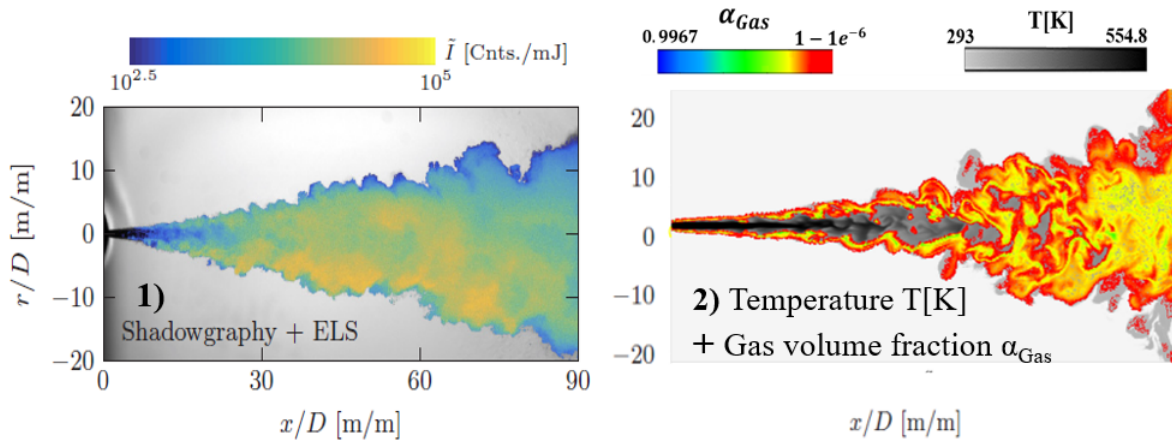 Ĩ [Cnts./mJ]
10^2.5 10^5
α_Gas
0.9967 1 − 1e^-6
T[K]
293 554.8
r/D [m/m]
20
10
0
−10
−20
1)
Shadowgraphy + ELS
0 30 60 90
x/D [m/m]
20
10
0
−10
−20
2) Temperature T[K]
+ Gas volume fraction α_Gas
x/D [m/m]